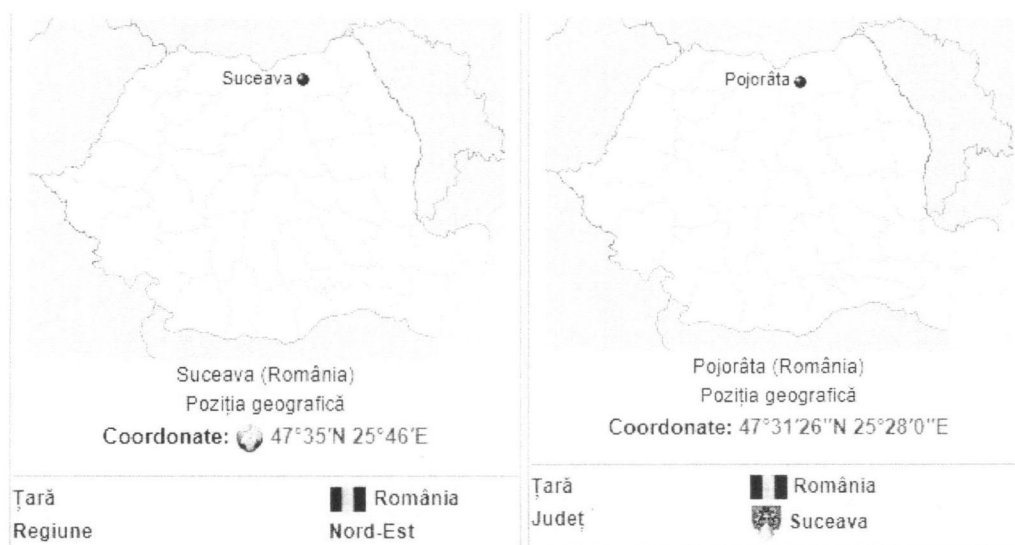 Suceava
Suceava (România)
Poziția geografică
Coordonate: 47°35′N 25°46′E
Țară România
Regiune Nord-Est
Pojorâta
Pojorâta (România)
Poziția geografică
Coordonate: 47°31′26″N 25°28′0″E
Țară România
Județ Suceava